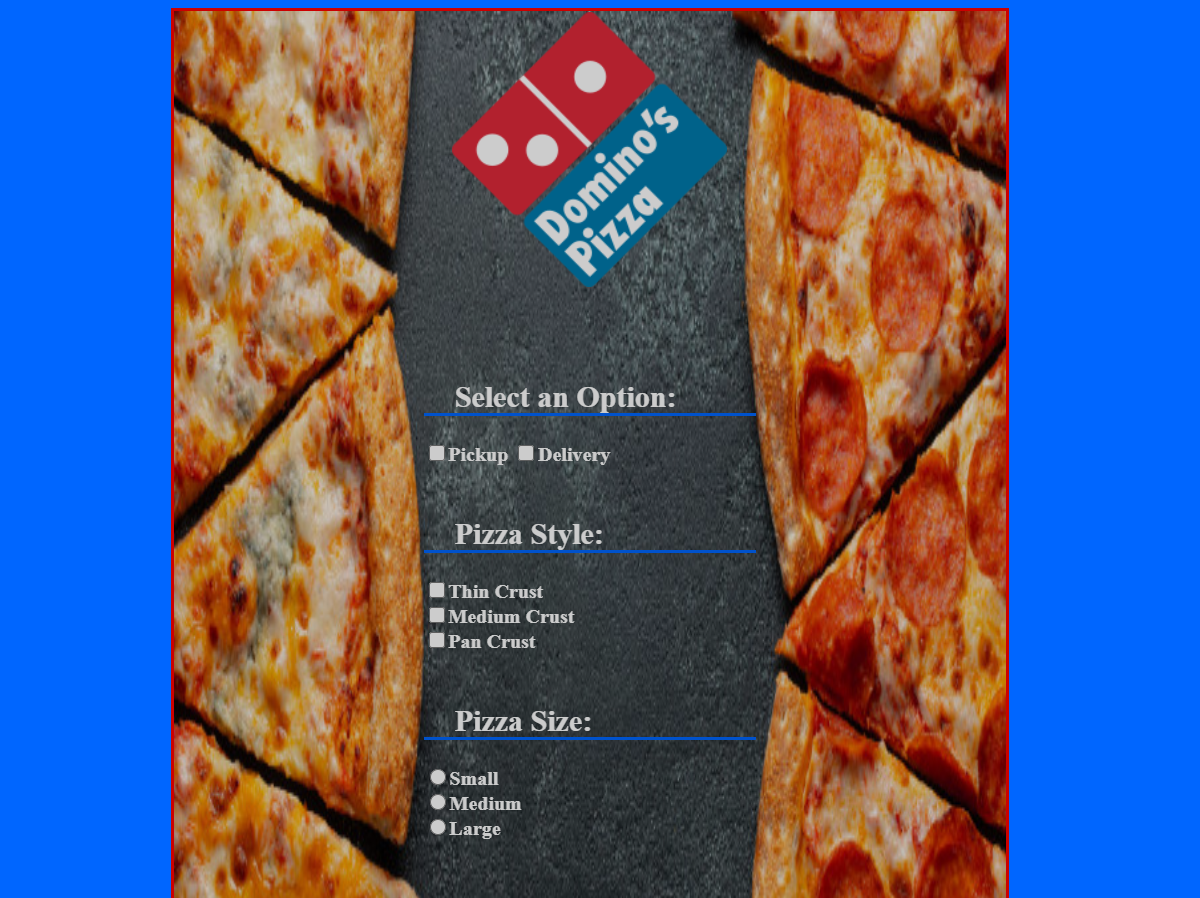 Domino's
Pizza
Select an Option:
Pickup Delivery
Pizza Style:
Thin Crust
Medium Crust
Pan Crust
Pizza Size:
Small
Medium
Large